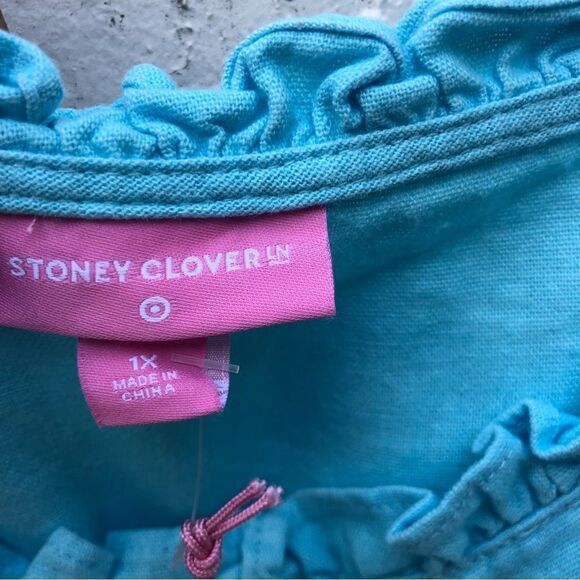 STONEY CLOVER LN
1X
MADE IN
CHINA